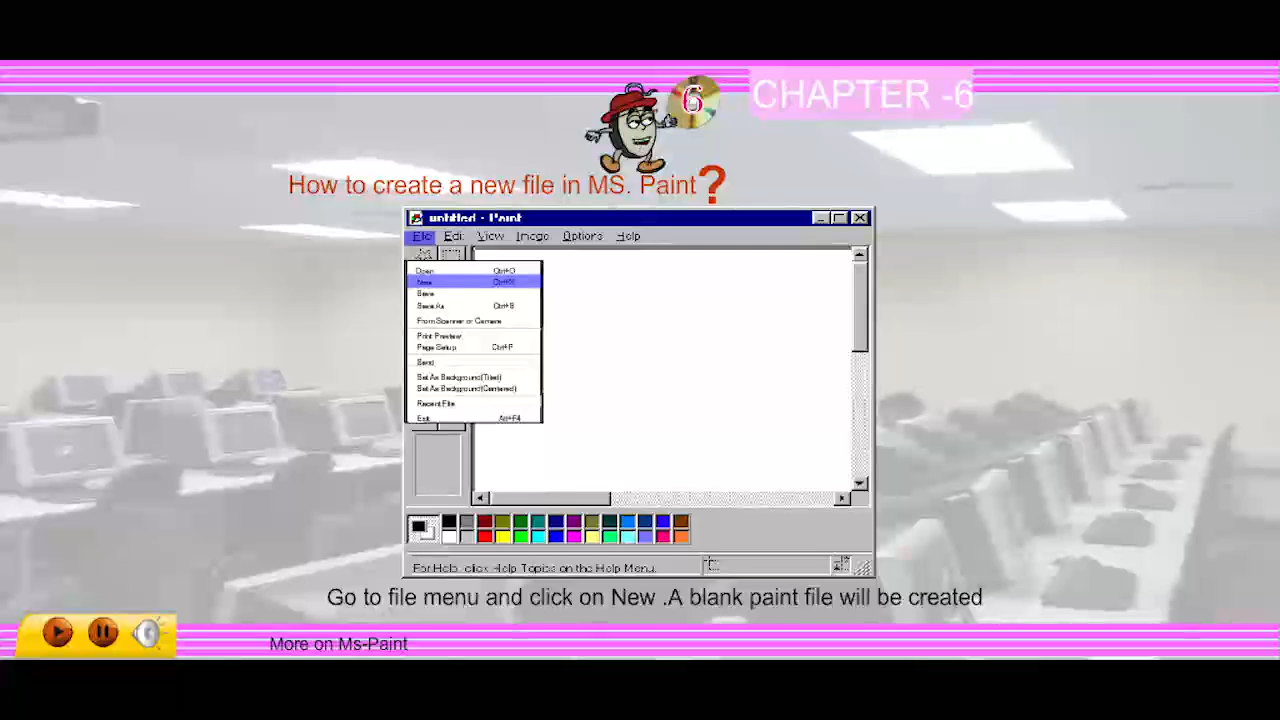 6
CHAPTER -6
How to create a new file in MS. Paint?
untitled - Paint
File Edit View Image Options Help
Open Ctrl+O
New Ctrl+N
Save
Save As Ctrl+S
From Scanner or Camera
Print Preview
Page Setup Ctrl+P
Send
Set As Background(Tiled)
Set As Background(Centered)
Recent File
Exit Alt+F4
For Help, click Help Topics on the Help Menu.
Go to file menu and click on New .A blank paint file will be created
More on Ms-Paint